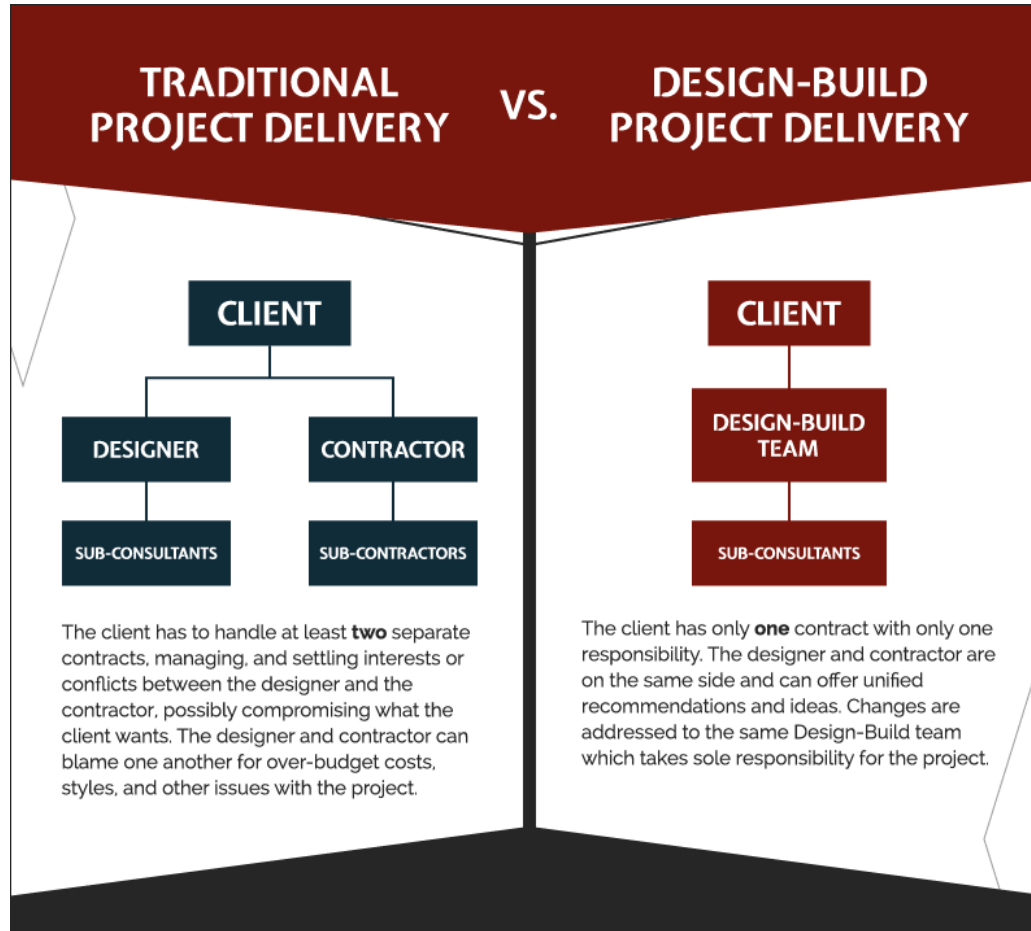 TRADITIONAL
PROJECT DELIVERY
VS.
DESIGN-BUILD
PROJECT DELIVERY
CLIENT
DESIGNER
CONTRACTOR
SUB-CONSULTANTS
SUB-CONTRACTORS
The client has to handle at least two separate
contracts, managing, and settling interests or
conflicts between the designer and the
contractor, possibly compromising what the
client wants. The designer and contractor can
blame one another for over-budget costs,
styles, and other issues with the project.
CLIENT
DESIGN-BUILD
TEAM
SUB-CONSULTANTS
The client has only one contract with only one
responsibility. The designer and contractor are
on the same side and can offer unified
recommendations and ideas. Changes are
addressed to the same Design-Build team
which takes sole responsibility for the project.